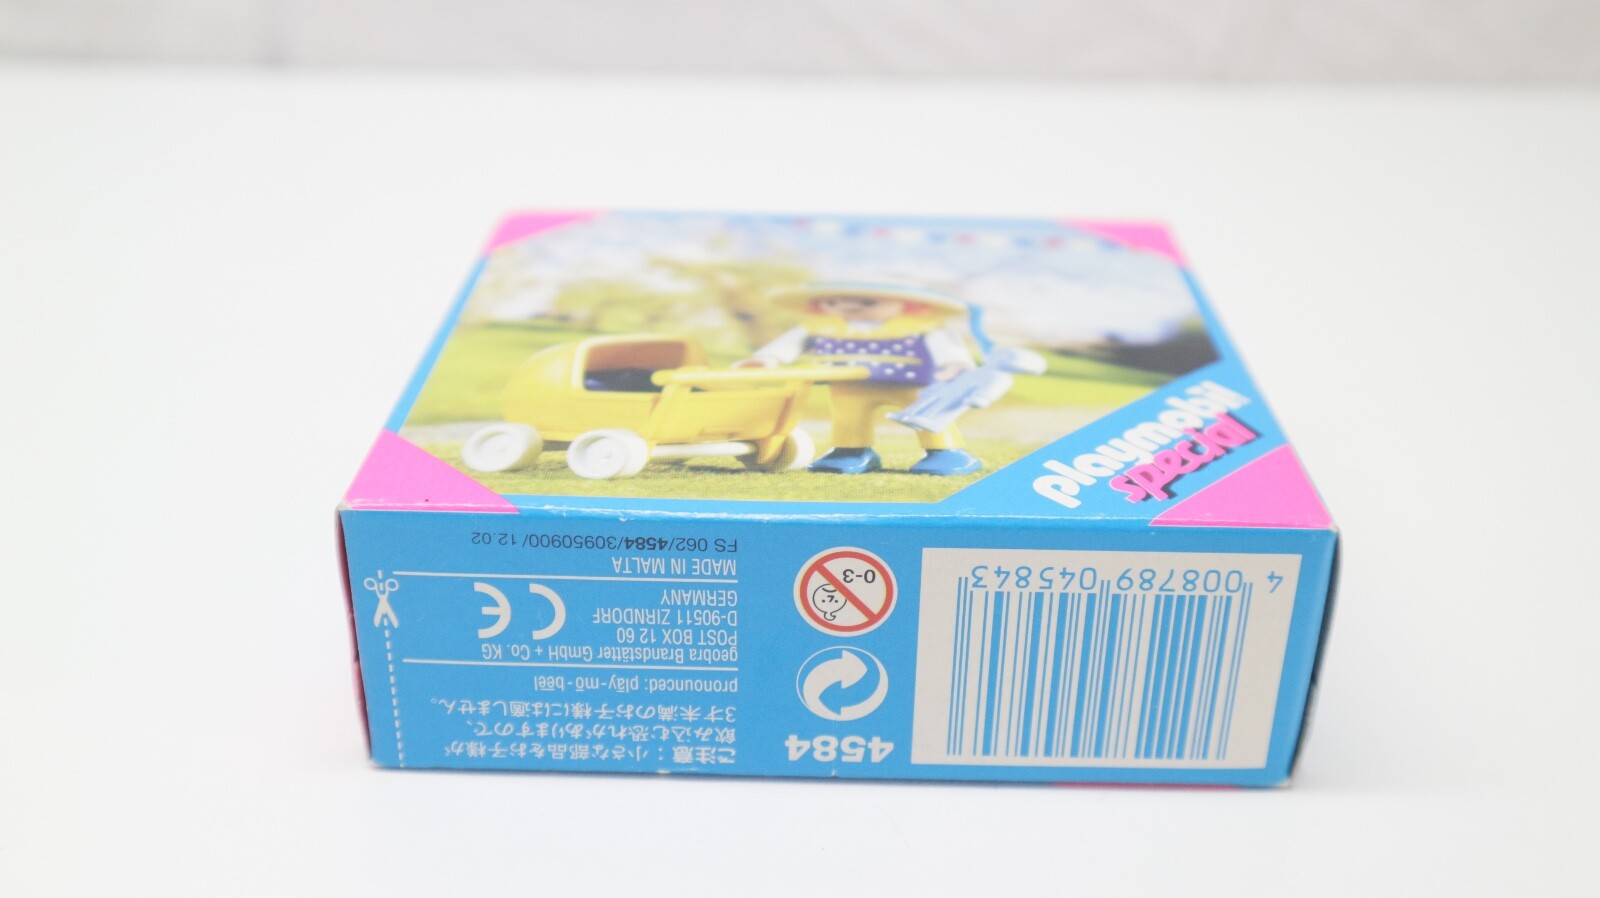 playmobil
special
4584
ご注意：小さな部品をお子様が
飲み込む恐れがありますので、
3才未満のお子様には適しません。
pronounced: plāy-mō-bēēl
geobra Brandstätter GmbH + Co. KG
POST BOX 12 60
D-90511 ZIRNDORF
GERMANY
CE
MADE IN MALTA
FS 062/4584/30950900/12.02
0-3
4 008789 045843